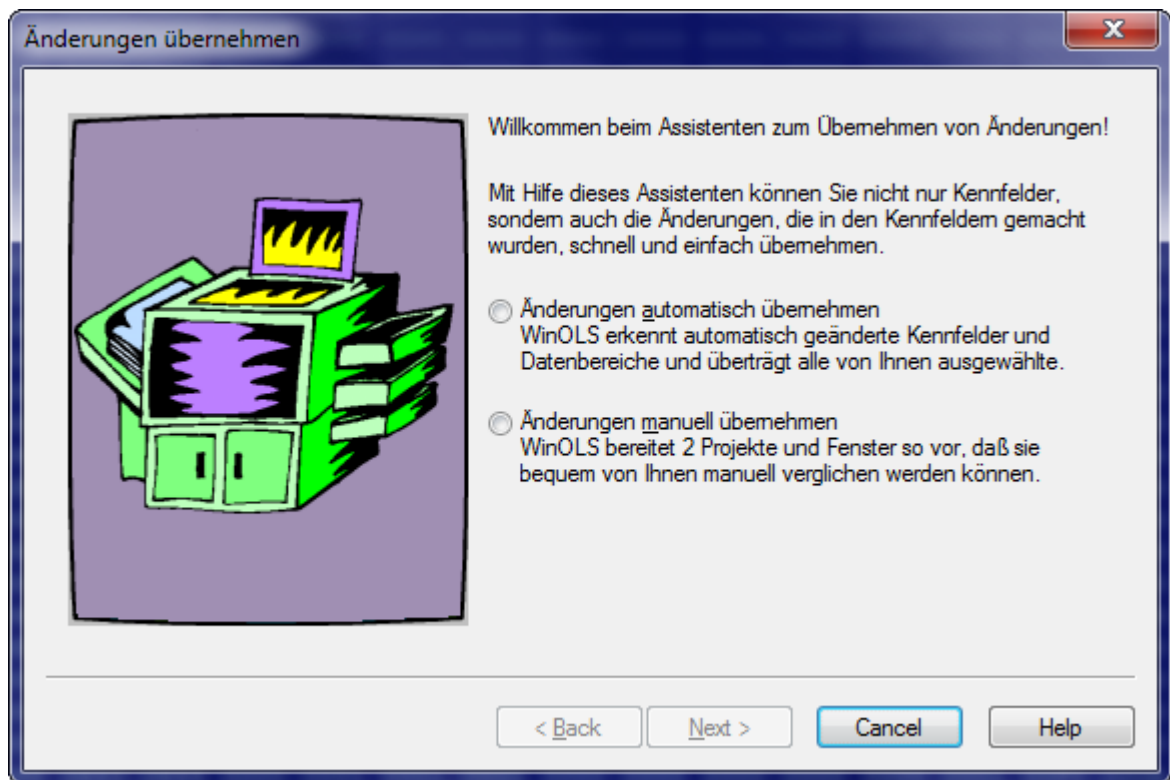 Änderungen übernehmen
Willkommen beim Assistenten zum Übernehmen von Änderungen!
Mit Hilfe dieses Assistenten können Sie nicht nur Kennfelder,
sondern auch die Änderungen, die in den Kennfeldern gemacht
wurden, schnell und einfach übernehmen.
Änderungen automatisch übernehmen
WinOLS erkennt automatisch geänderte Kennfelder und
Datenbereiche und überträgt alle von Ihnen ausgewählte.
Änderungen manuell übernehmen
WinOLS bereitet 2 Projekte und Fenster so vor, daß sie
bequem von Ihnen manuell verglichen werden können.
< Back Next > Cancel Help